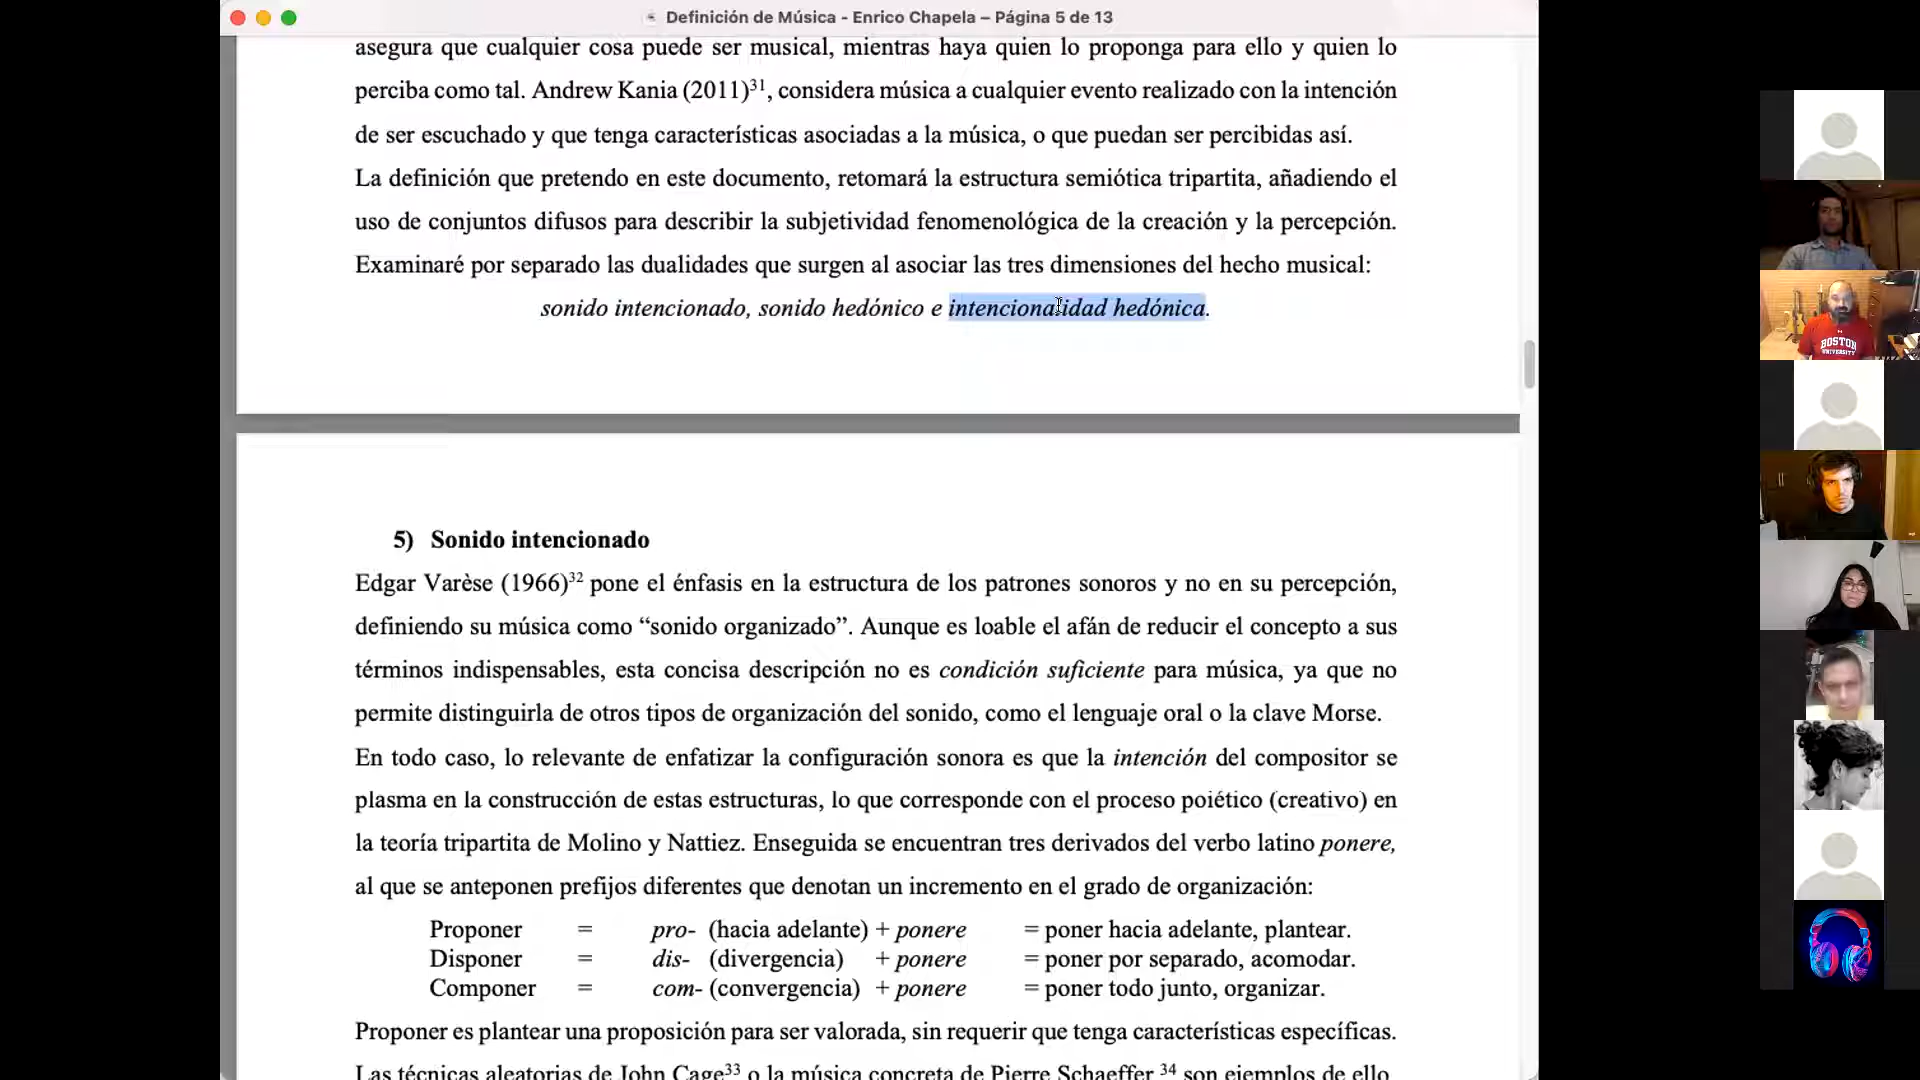 Definición de Música - Enrico Chapela – Página 5 de 13
asegura que cualquier cosa puede ser musical, mientras haya quien lo proponga para ello y quien lo
perciba como tal. Andrew Kania (2011)31, considera música a cualquier evento realizado con la intención
de ser escuchado y que tenga características asociadas a la música, o que puedan ser percibidas así.
La definición que pretendo en este documento, retomará la estructura semiótica tripartita, añadiendo el
uso de conjuntos difusos para describir la subjetividad fenomenológica de la creación y la percepción.
Examinaré por separado las dualidades que surgen al asociar las tres dimensiones del hecho musical:
sonido intencionado, sonido hedónico e intencionalidad hedónica.
5) Sonido intencionado
Edgar Varèse (1966)32 pone el énfasis en la estructura de los patrones sonoros y no en su percepción,
definiendo su música como “sonido organizado”. Aunque es loable el afán de reducir el concepto a sus
términos indispensables, esta concisa descripción no es condición suficiente para música, ya que no
permite distinguirla de otros tipos de organización del sonido, como el lenguaje oral o la clave Morse.
En todo caso, lo relevante de enfatizar la configuración sonora es que la intención del compositor se
plasma en la construcción de estas estructuras, lo que corresponde con el proceso poiético (creativo) en
la teoría tripartita de Molino y Nattiez. Enseguida se encuentran tres derivados del verbo latino ponere,
al que se anteponen prefijos diferentes que denotan un incremento en el grado de organización:
Proponer = pro- (hacia adelante) + ponere = poner hacia adelante, plantear.
Disponer = dis- (divergencia) + ponere = poner por separado, acomodar.
Componer = com- (convergencia) + ponere = poner todo junto, organizar.
Proponer es plantear una proposición para ser valorada, sin requerir que tenga características específicas.
Las técnicas aleatorias de John Cage33 o la música concreta de Pierre Schaeffer 34 son ejemplos de ello.
BOSTON
UNIVERSITY